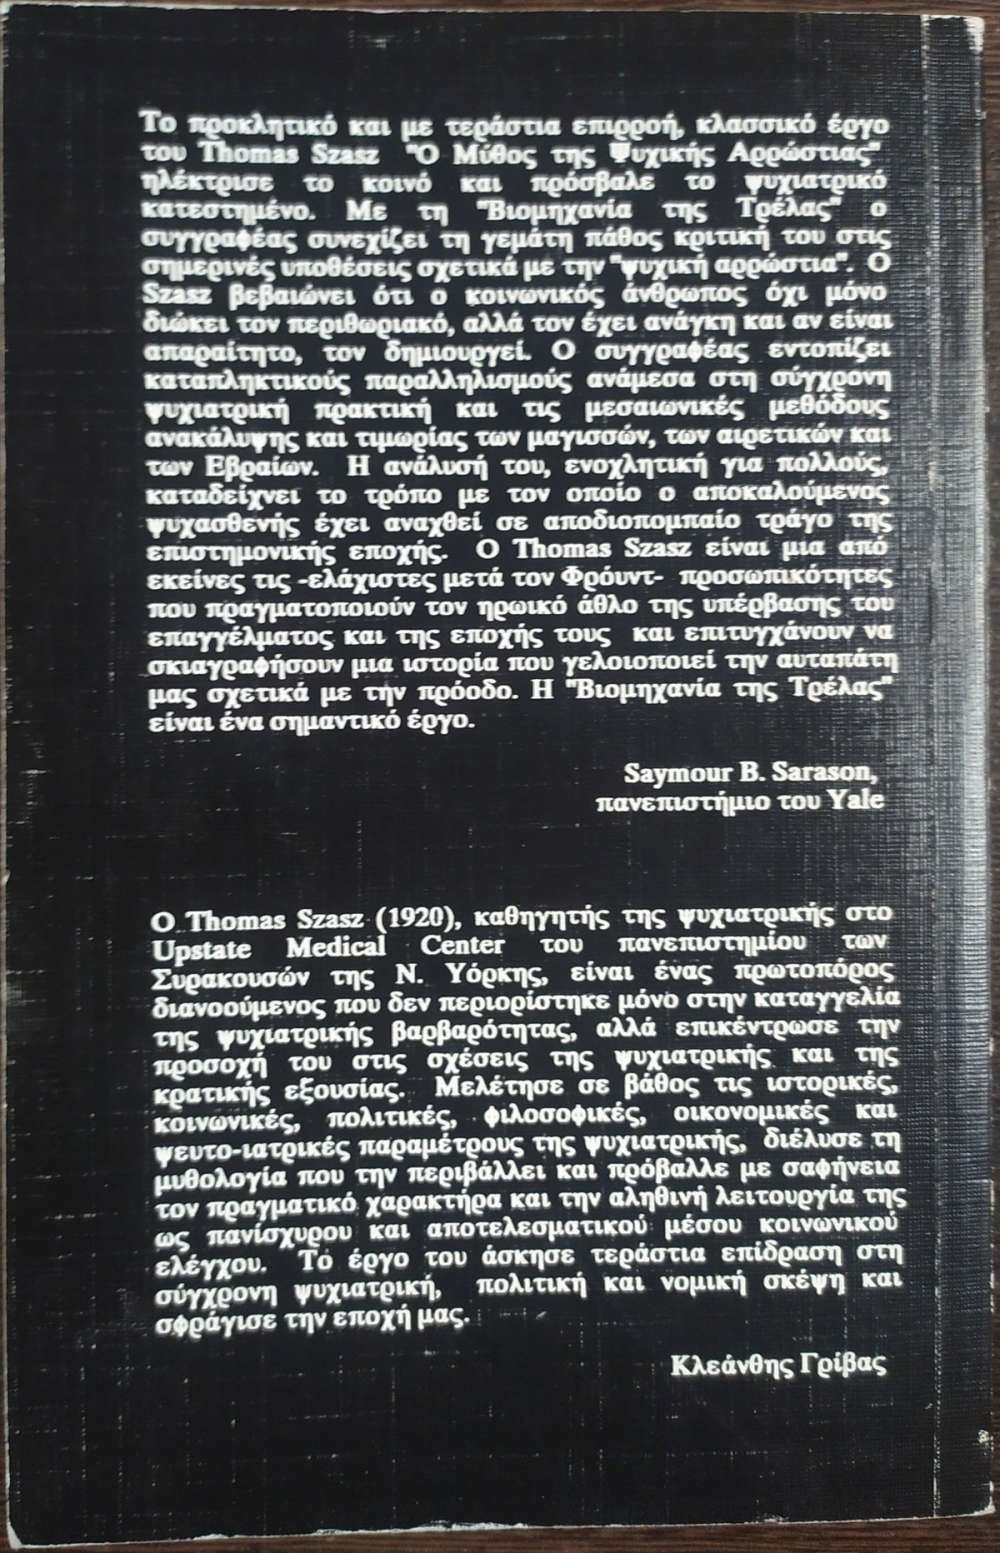 Το προκλητικό και με τεράστια επιρροή, κλασσικό έργο
του Thomas Szasz "Ο Μύθος της Ψυχικής Αρρώστιας"
ηλέκτρισε το κοινό και πρόσβαλε το ψυχιατρικό
κατεστημένο. Με τη "Βιομηχανία της Τρέλας" ο
συγγραφέας συνεχίζει τη γεμάτη πάθος κριτική του στις
σημερινές υποθέσεις σχετικά με την "ψυχική αρρώστια". Ο
Szasz βεβαιώνει ότι ο κοινωνικός άνθρωπος όχι μόνο
διώκει τον περιθωριακό, αλλά τον έχει ανάγκη και αν είναι
απαραίτητο, τον δημιουργεί. Ο συγγραφέας εντοπίζει
καταπληκτικούς παραλληλισμούς ανάμεσα στη σύγχρονη
ψυχιατρική πρακτική και τις μεσαιωνικές μεθόδους
ανακάλυψης και τιμωρίας των μαγισσών, των αιρετικών και
των Εβραίων. Η ανάλυσή του, ενοχλητική για πολλούς,
καταδείχνει το τρόπο με τον οποίο ο αποκαλούμενος
ψυχασθενής έχει αναχθεί σε αποδιοπομπαίο τράγο της
επιστημονικής εποχής. Ο Thomas Szasz είναι μια από
εκείνες τις -ελάχιστες μετά τον Φρόυντ- προσωπικότητες
που πραγματοποιούν τον ηρωικό άθλο της υπέρβασης του
επαγγέλματος και της εποχής τους και επιτυγχάνουν να
σκιαγραφήσουν μια ιστορία που γελοιοποιεί την αυταπάτη
μας σχετικά με την πρόοδο. Η "Βιομηχανία της Τρέλας"
είναι ένα σημαντικό έργο.
Saymour B. Sarason,
πανεπιστήμιο του Yale
Ο Thomas Szasz (1920), καθηγητής της ψυχιατρικής στο
Upstate Medical Center του πανεπιστημίου των
Συρακουσών της Ν. Υόρκης, είναι ένας πρωτοπόρος
διανοούμενος που δεν περιορίστηκε μόνο στην καταγγελία
της ψυχιατρικής βαρβαρότητας, αλλά επικέντρωσε την
προσοχή του στις σχέσεις της ψυχιατρικής και της
κρατικής εξουσίας. Μελέτησε σε βάθος τις ιστορικές,
κοινωνικές, πολιτικές, φιλοσοφικές, οικονομικές και
ψευτο-ιατρικές παραμέτρους της ψυχιατρικής, διέλυσε τη
μυθολογία που την περιβάλλει και πρόβαλλε με σαφήνεια
τον πραγματικό χαρακτήρα και την αληθινή λειτουργία της
ως πανίσχυρου και αποτελεσματικού μέσου κοινωνικού
ελέγχου. Το έργο του άσκησε τεράστια επίδραση στη
σύγχρονη ψυχιατρική, πολιτική και νομική σκέψη και
σφράγισε την εποχή μας.
Κλεάνθης Γρίβας